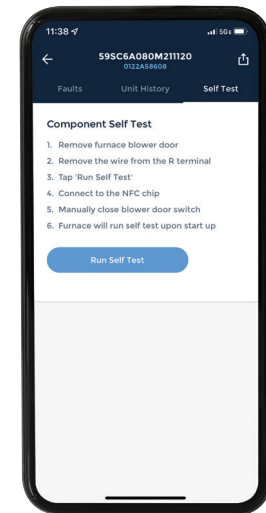 11:38
5Gε
59SC6A080M211120
0122A58608
Faults Unit History Self Test
Component Self Test
1. Remove furnace blower door
2. Remove the wire from the R terminal
3. Tap 'Run Self Test'
4. Connect to the NFC chip
5. Manually close blower door switch
6. Furnace will run self test upon start up
Run Self Test